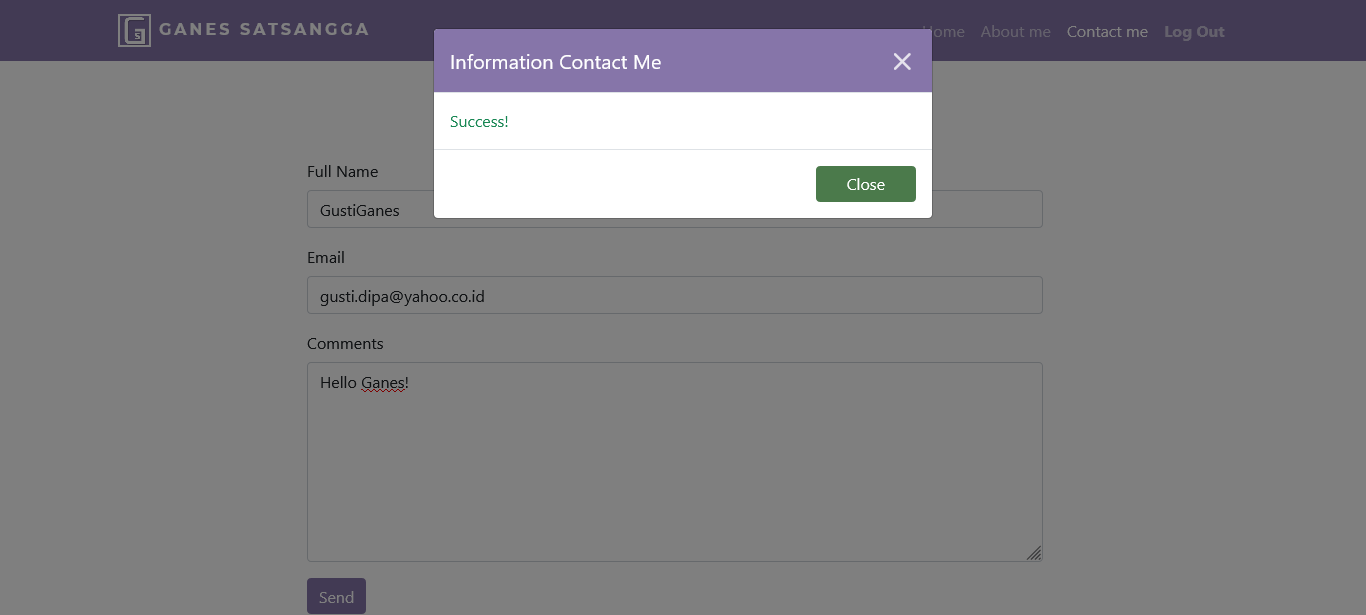 GANES SATSANGGA
Home About me Contact me Log Out
Information Contact Me
Success!
Close
Full Name
GustiGanes
Email
gusti.dipa@yahoo.co.id
Comments
Hello Ganes!
Send